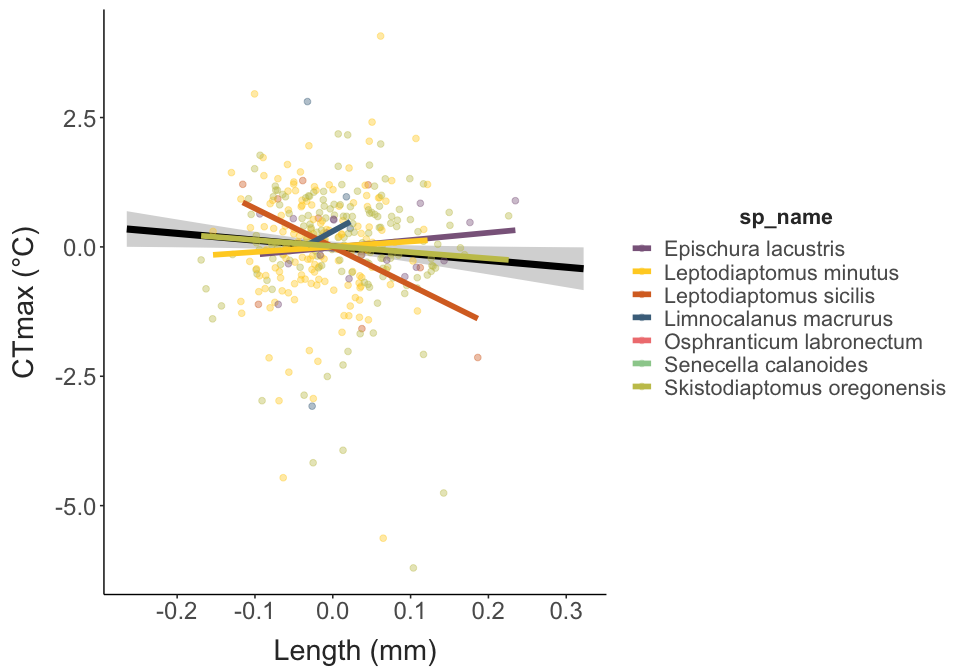 2.5
0.0
-2.5
-5.0
CTmax (°C)
-0.2 -0.1 0.0 0.1 0.2 0.3
Length (mm)
sp_name
Epischura lacustris
Leptodiaptomus minutus
Leptodiaptomus sicilis
Limnocalanus macrurus
Osphranticum labronectum
Senecella calanoides
Skistodiaptomus oregonensis